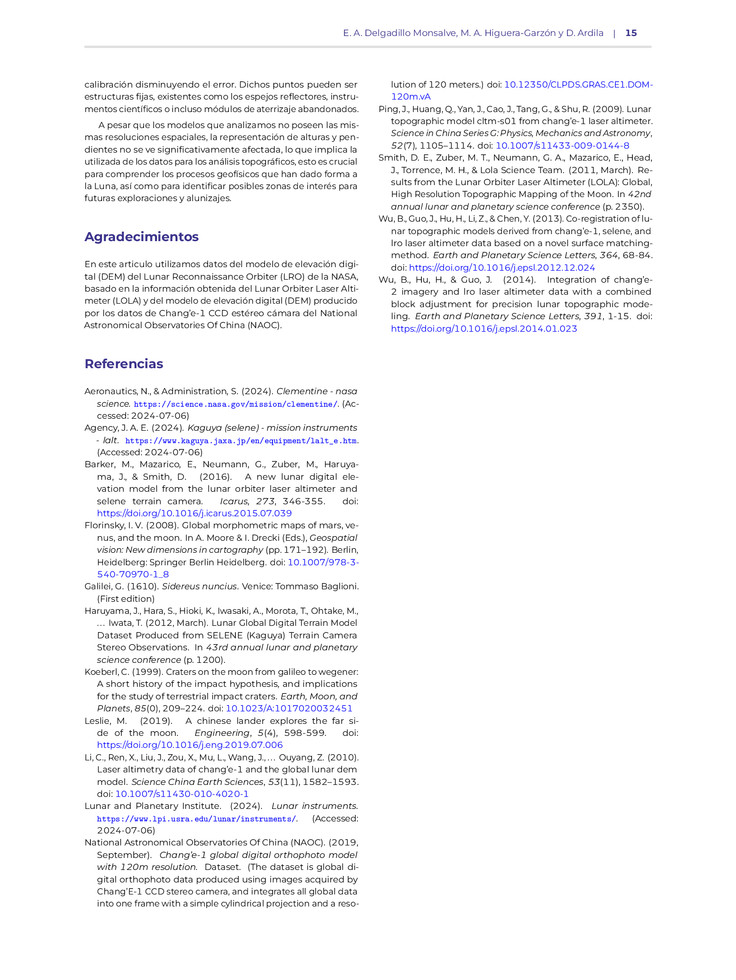 E. A. Delgadillo Monsalve, M. A. Higuera-Garzón y D. Ardila | 15
calibración disminuyendo el error. Dichos puntos pueden ser
estructuras fijas, existentes como los espejos reflectores, instru-
mentos científicos o incluso módulos de aterrizaje abandonados.
A pesar que los modelos que analizamos no poseen las mis-
mas resoluciones espaciales, la representación de alturas y pen-
dientes no se ve significativamente afectada, lo que implica la
utilizada de los datos para los análisis topográficos, esto es crucial
para comprender los procesos geofísicos que han dado forma a
la Luna, así como para identificar posibles zonas de interés para
futuras exploraciones y alunizajes.
Agradecimientos
En este articulo utilizamos datos del modelo de elevación digi-
tal (DEM) del Lunar Reconnaissance Orbiter (LRO) de la NASA,
basado en la información obtenida del Lunar Orbiter Laser Alti-
meter (LOLA) y del modelo de elevación digital (DEM) producido
por los datos de Chang'e-1 CCD estéreo cámara del National
Astronomical Observatories Of China (NAOC).
Referencias
Aeronautics, N., & Administration, S. (2024). Clementine - nasa
science. https://science.nasa.gov/mission/clementine/. (Ac-
cessed: 2024-07-06)
Agency, J. A. E. (2024). Kaguya (selene) - mission instruments
- lalt. https://www.kaguya.jaxa.jp/en/equipment/lalt_e.htm.
(Accessed: 2024-07-06)
Barker, M., Mazarico, E., Neumann, G., Zuber, M., Haruya-
ma, J., & Smith, D. (2016). A new lunar digital ele-
vation model from the lunar orbiter laser altimeter and
selene terrain camera. Icarus, 273, 346-355. doi:
https://doi.org/10.1016/j.icarus.2015.07.039
Florinsky, I. V. (2008). Global morphometric maps of mars, ve-
nus, and the moon. In A. Moore & I. Drecki (Eds.), Geospatial
vision: New dimensions in cartography (pp. 171–192). Berlin,
Heidelberg: Springer Berlin Heidelberg. doi: 10.1007/978-3-
540-70970-1_8
Galilei, G. (1610). Sidereus nuncius. Venice: Tommaso Baglioni.
(First edition)
Haruyama, J., Hara, S., Hioki, K., Iwasaki, A., Morota, T., Ohtake, M.,
... Iwata, T. (2012, March). Lunar Global Digital Terrain Model
Dataset Produced from SELENE (Kaguya) Terrain Camera
Stereo Observations. In 43rd annual lunar and planetary
science conference (p. 1200).
Koeberl, C. (1999). Craters on the moon from galileo to wegener:
A short history of the impact hypothesis, and implications
for the study of terrestrial impact craters. Earth, Moon, and
Planets, 85(0), 209–224. doi: 10.1023/A:1017020032451
Leslie, M. (2019). A chinese lander explores the far si-
de of the moon. Engineering, 5(4), 598-599. doi:
https://doi.org/10.1016/j.eng.2019.07.006
Li, C., Ren, X., Liu, J., Zou, X., Mu, L., Wang, J., ... Ouyang, Z. (2010).
Laser altimetry data of chang'e-1 and the global lunar dem
model. Science China Earth Sciences, 53(11), 1582–1593.
doi: 10.1007/s11430-010-4020-1
Lunar and Planetary Institute. (2024). Lunar instruments.
https://www.lpi.usra.edu/lunar/instruments/. (Accessed:
2024-07-06)
National Astronomical Observatories Of China (NAOC). (2019,
September). Chang'e-1 global digital orthophoto model
with 120m resolution. Dataset. (The dataset is global di-
gital orthophoto data produced using images acquired by
Chang'E-1 CCD stereo camera, and integrates all global data
into one frame with a simple cylindrical projection and a reso-
lution of 120 meters.) doi: 10.12350/CLPDS.GRAS.CE1.DOM-
120m.vA
Ping, J., Huang, Q., Yan, J., Cao, J., Tang, G., & Shu, R. (2009). Lunar
topographic model cltm-s01 from chang'e-1 laser altimeter.
Science in China Series G: Physics, Mechanics and Astronomy,
52(7), 1105–1114. doi: 10.1007/s11433-009-0144-8
Smith, D. E., Zuber, M. T., Neumann, G. A., Mazarico, E., Head,
J., Torrence, M. H., & Lola Science Team. (2011, March). Re-
sults from the Lunar Orbiter Laser Altimeter (LOLA): Global,
High Resolution Topographic Mapping of the Moon. In 42nd
annual lunar and planetary science conference (p. 2350).
Wu, B., Guo, J., Hu, H., Li, Z., & Chen, Y. (2013). Co-registration of lu-
nar topographic models derived from chang'e-1, selene, and
lro laser altimeter data based on a novel surface matching-
method. Earth and Planetary Science Letters, 364, 68-84.
doi: https://doi.org/10.1016/j.epsl.2012.12.024
Wu, B., Hu, H., & Guo, J. (2014). Integration of chang'e-
2 imagery and lro laser altimeter data with a combined
block adjustment for precision lunar topographic mode-
ling. Earth and Planetary Science Letters, 391, 1-15. doi:
https://doi.org/10.1016/j.epsl.2014.01.023